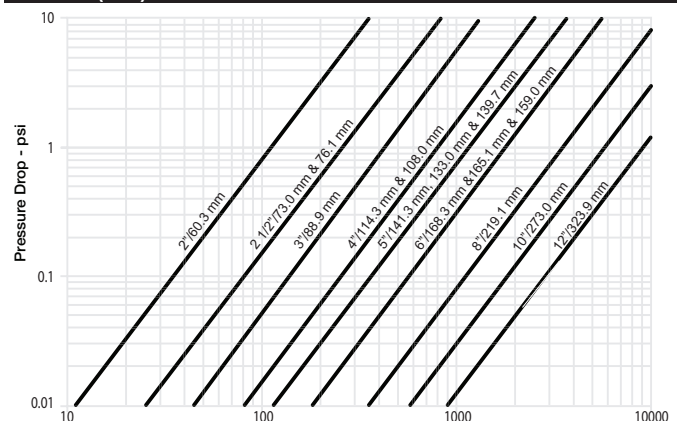 10
1
0.1
0.01
Pressure Drop - psi
2"/60.3 mm
2 1/2"/73.0 mm & 76.1 mm
3"/88.9 mm
4"/114.3 mm & 108.0 mm
5"/141.3 mm, 133.0 mm & 139.7 mm
6"/168.3 mm &165.1 mm & 159.0 mm
8"/219.1 mm
10"/273.0 mm
12"/323.9 mm
10 100 1000 10000